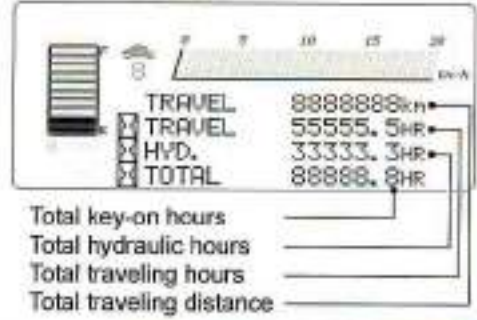 0 5 10 15 20
F
8
km/h
TRAVEL 8888888KM
E
TRAVEL 55555.5HR
HYD. 33333.3HR
TOTAL 88888.8HR
Total key-on hours
Total hydraulic hours
Total traveling hours
Total traveling distance